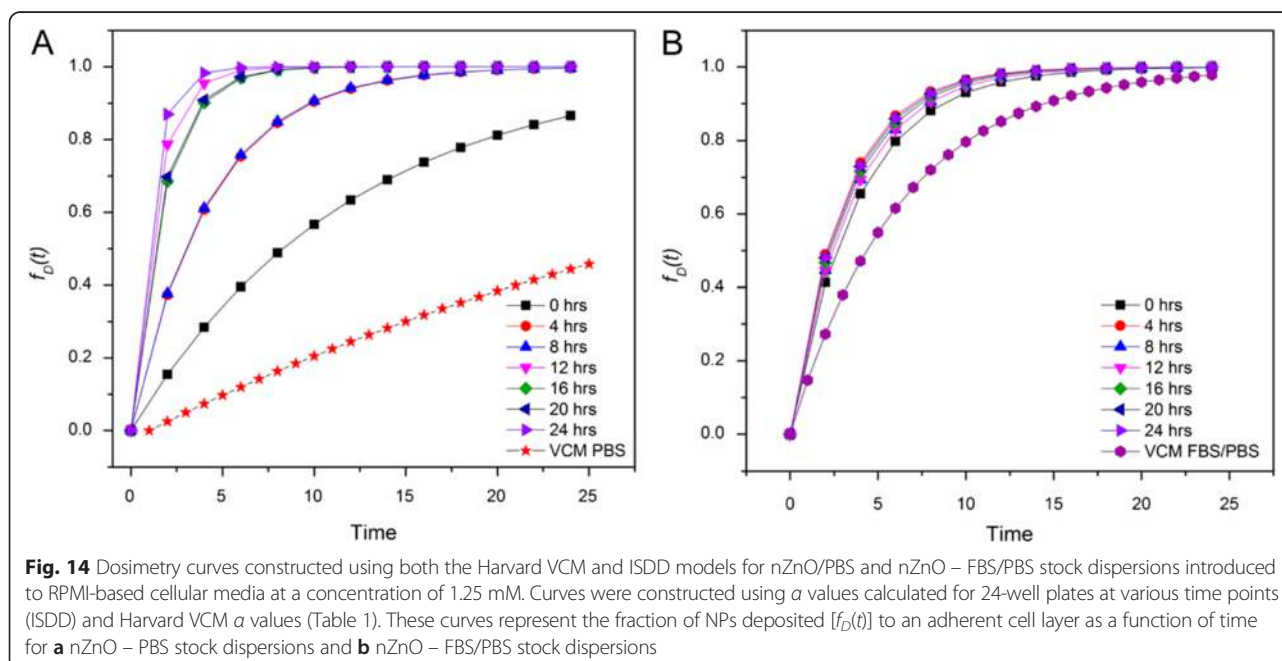 A
1.0
0.8
0.6
0.4
0.2
0.0
f_D(t)
0 5 10 15 20 25
Time
0 hrs
4 hrs
8 hrs
12 hrs
16 hrs
20 hrs
24 hrs
VCM PBS
B
1.0
0.8
0.6
0.4
0.2
0.0
f_D(t)
0 5 10 15 20 25
Time
0 hrs
4 hrs
8 hrs
12 hrs
16 hrs
20 hrs
24 hrs
VCM FBS/PBS
Fig. 14 Dosimetry curves constructed using both the Harvard VCM and ISDD models for nZnO/PBS and nZnO – FBS/PBS stock dispersions introduced
to RPMI-based cellular media at a concentration of 1.25 mM. Curves were constructed using α values calculated for 24-well plates at various time points
(ISDD) and Harvard VCM α values (Table 1). These curves represent the fraction of NPs deposited [f_D(t)] to an adherent cell layer as a function of time
for a nZnO – PBS stock dispersions and b nZnO – FBS/PBS stock dispersions